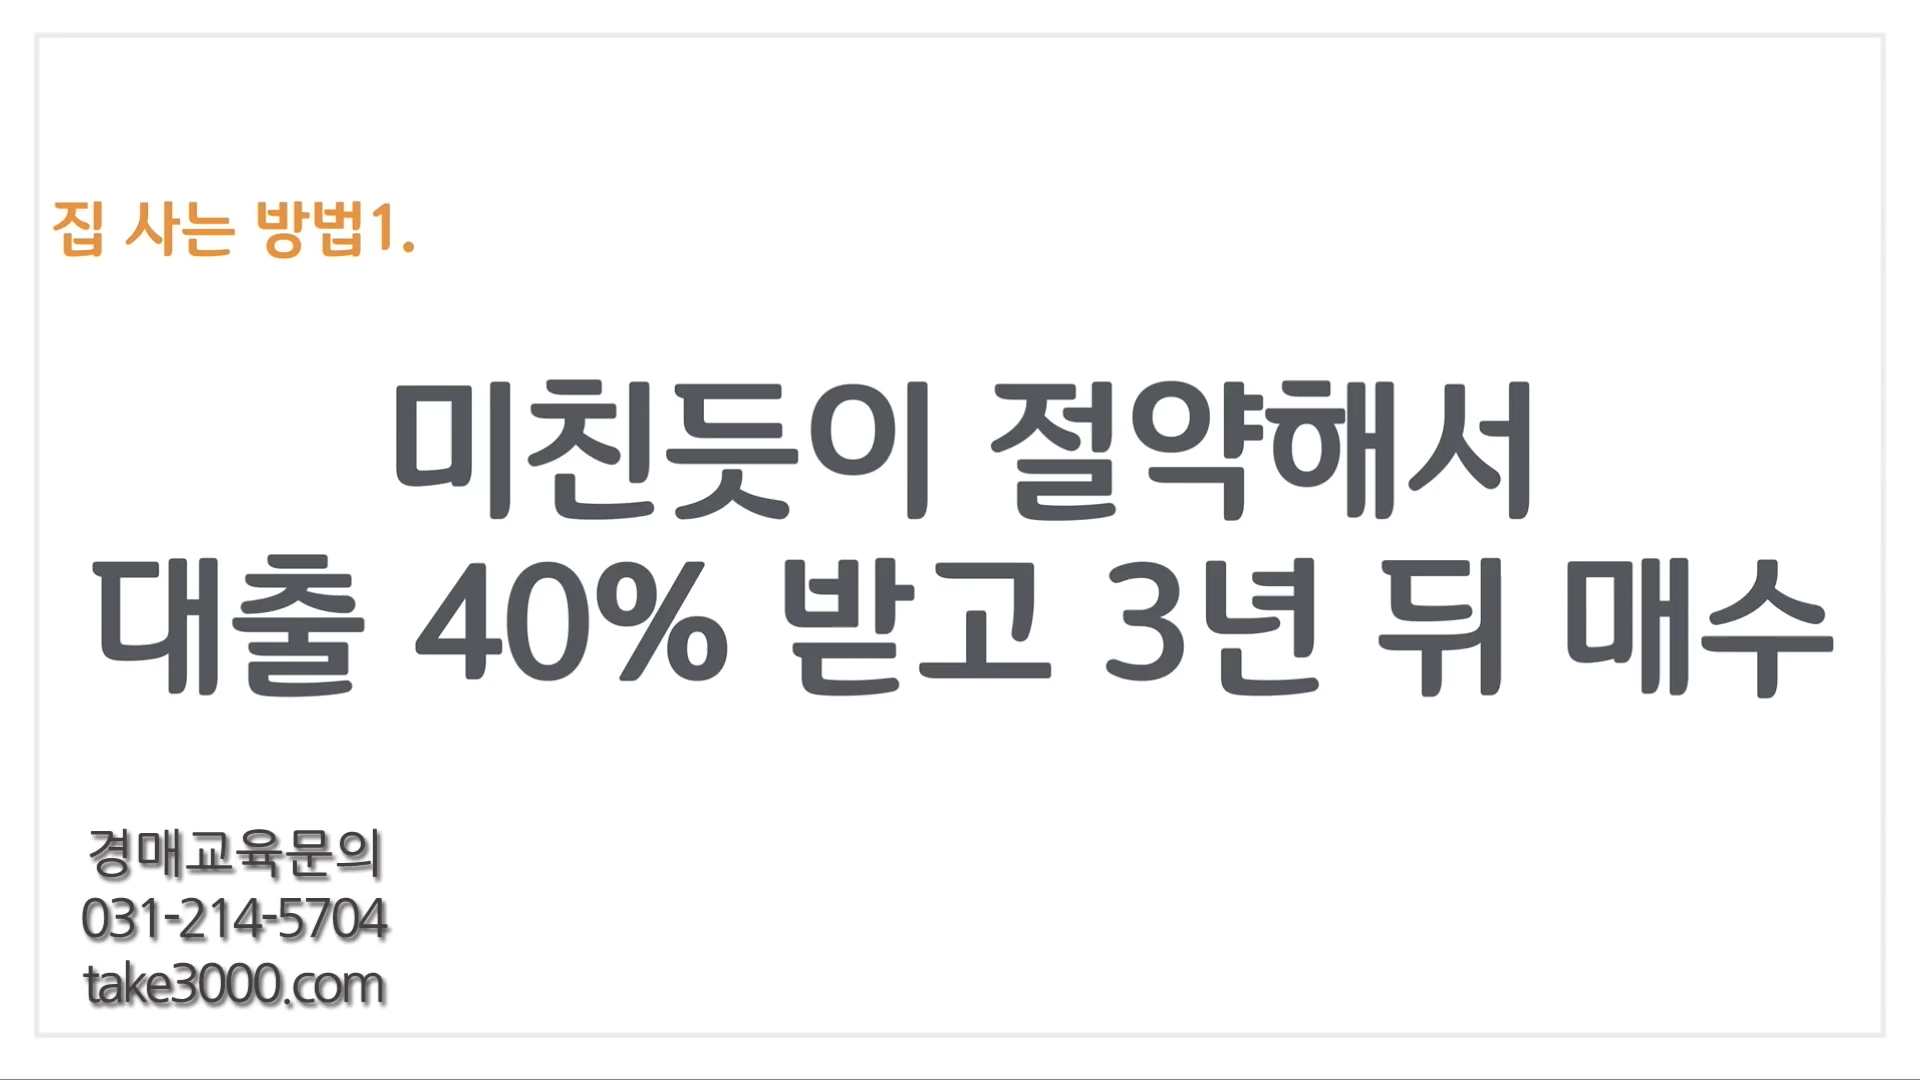 집 사는 방법1.
미친듯이 절약해서
대출 40% 받고 3년 뒤 매수
경매교육문의
031-214-5704
take3000.com